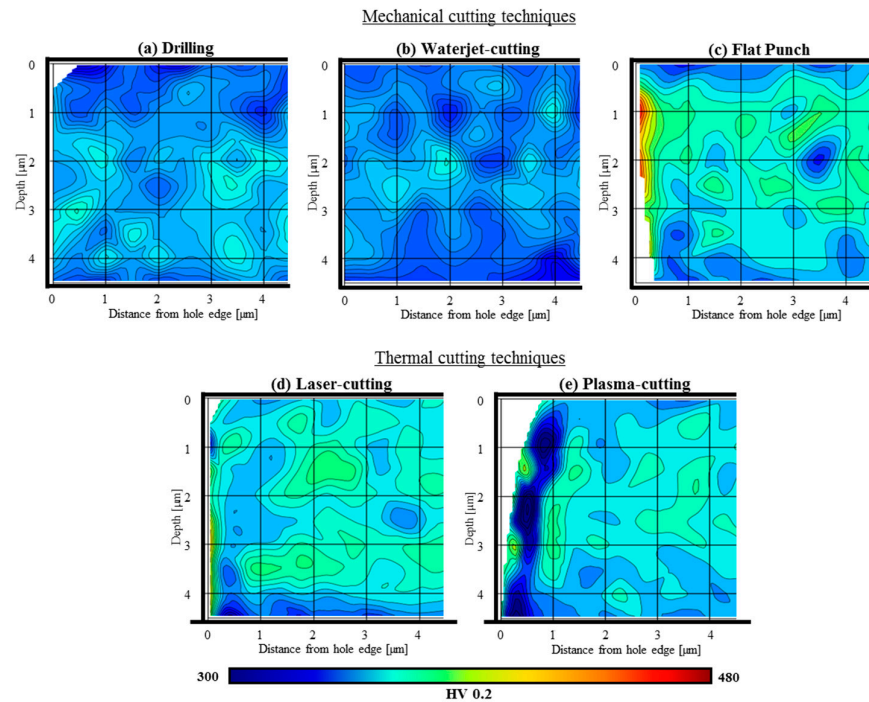 Mechanical cutting techniques
(a) Drilling
(b) Waterjet-cutting
(c) Flat Punch
0
1
2
3
4
Depth [µm]
0 1 2 3 4
Distance from hole edge [µm]
0
1
2
3
4
Depth [µm]
0 1 2 3 4
Distance from hole edge [µm]
0
1
2
3
4
Depth [µm]
0 1 2 3 4
Distance from hole edge [µm]
Thermal cutting techniques
(d) Laser-cutting
(e) Plasma-cutting
0
1
2
3
4
Depth [µm]
0 1 2 3 4
Distance from hole edge [µm]
0
1
2
3
4
Depth [µm]
0 1 2 3 4
Distance from hole edge [µm]
300 480
HV 0.2